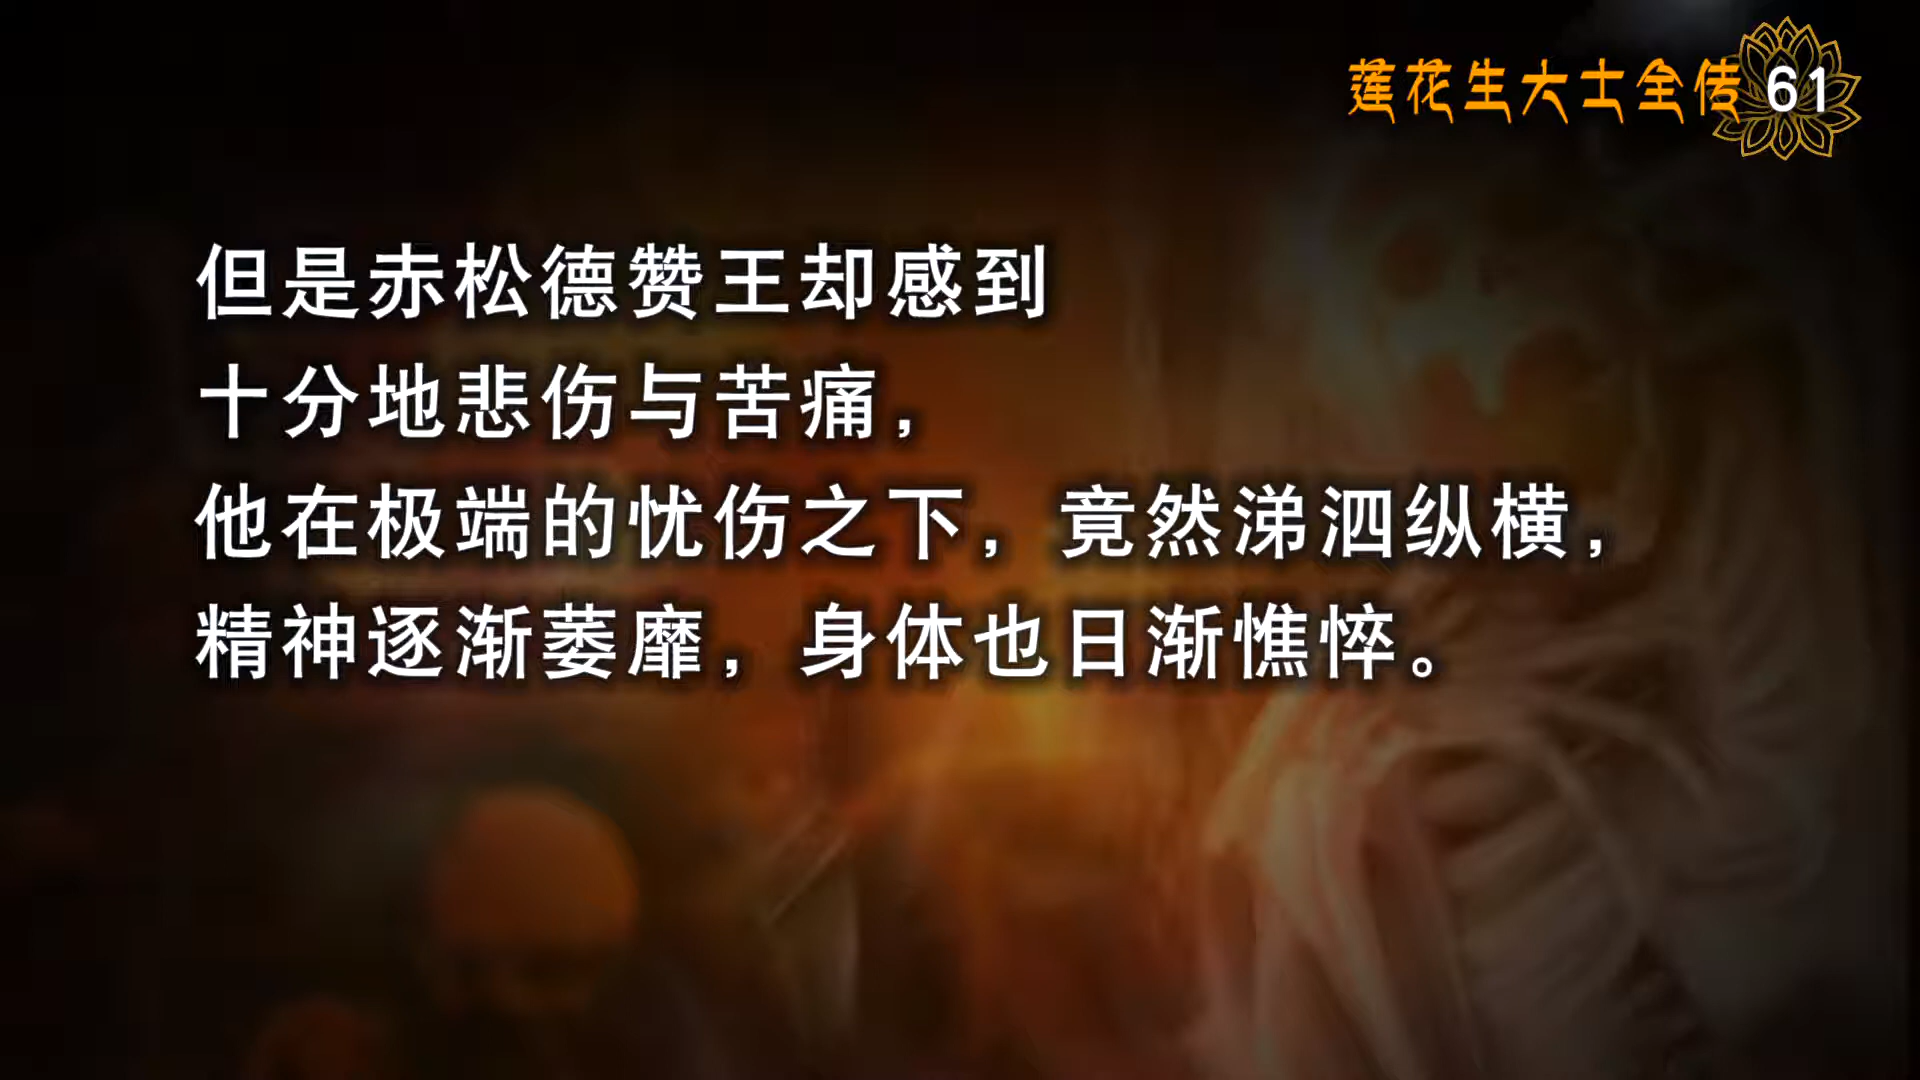 莲花生大士全传 61
但是赤松德赞王却感到
十分地悲伤与苦痛，
他在极端的忧伤之下，竟然涕泗纵横，
精神逐渐萎靡，身体也日渐憔悴。